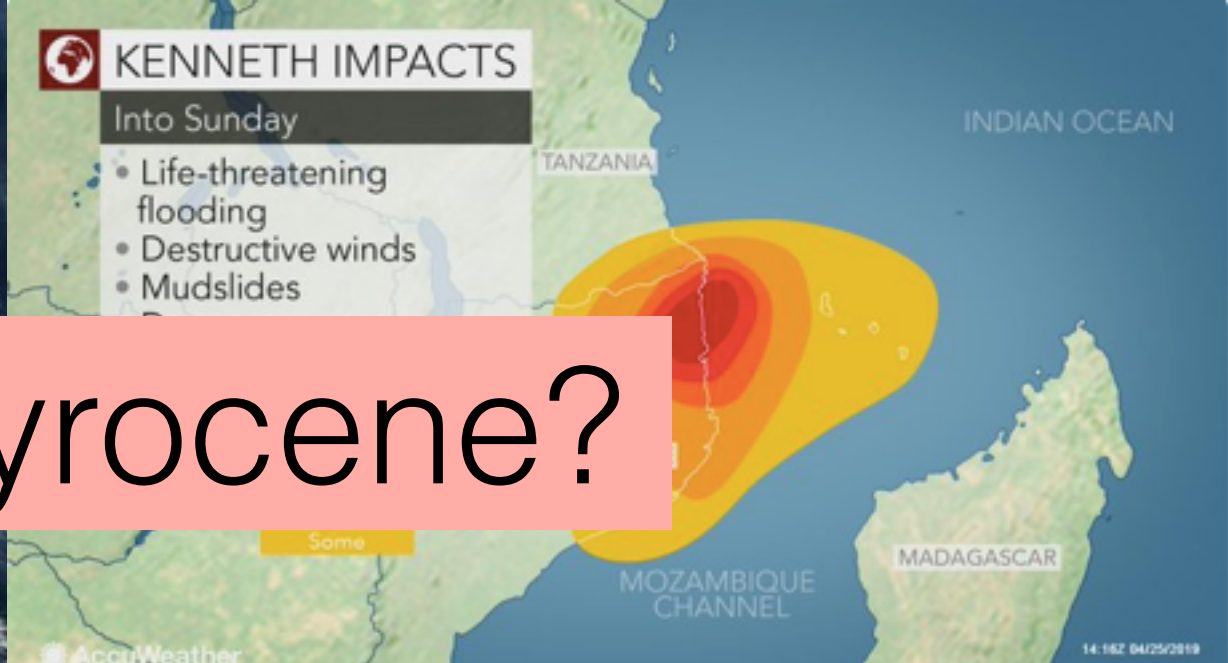 KENNETH IMPACTS
Into Sunday
INDIAN OCEAN
TANZANIA
• Life-threatening
flooding
• Destructive winds
• Mudslides
yrocene?
Some
MOZAMBIQUE
CHANNEL
MADAGASCAR
AccuWeather
14:16Z 04/25/2019